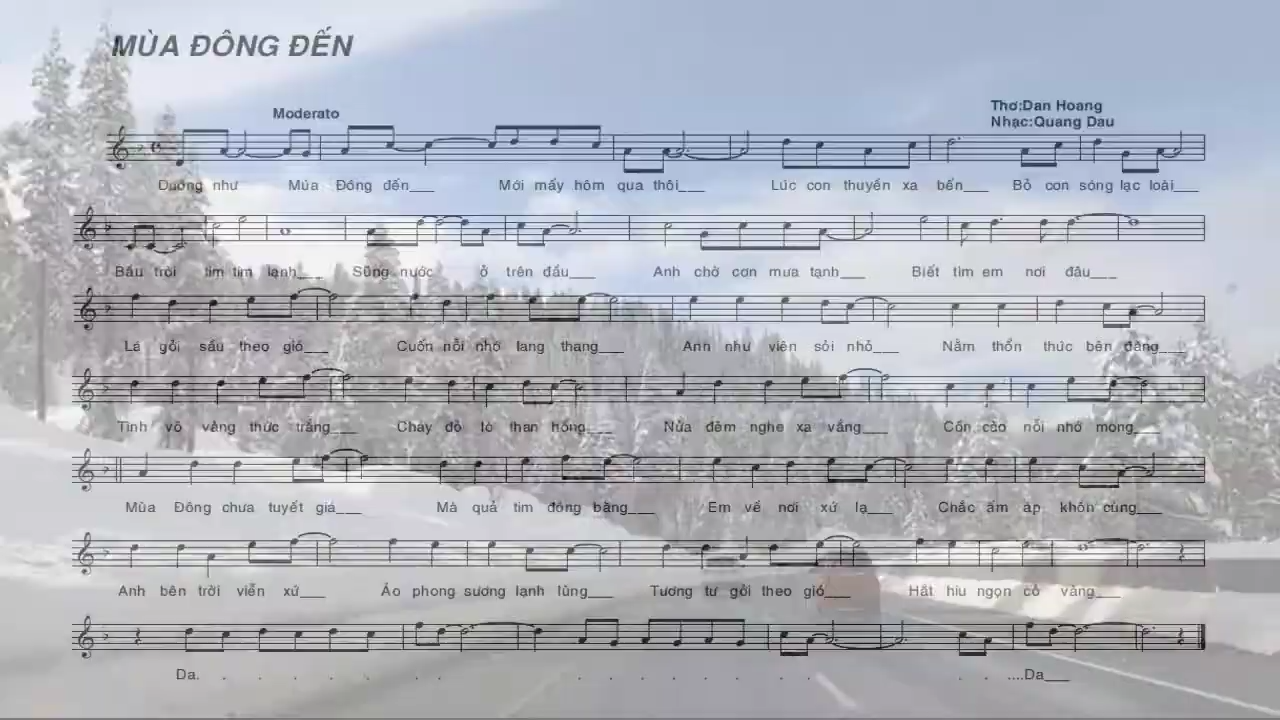 MÙA ĐÔNG ĐẾN
Moderato
Thơ:Dan Hoang
Nhạc:Quang Dau
Dường như Mùa Đông đến___ Mới mấy hôm qua thôi___ Lúc con thuyền xa bến___ Bỏ con sóng lạc loài___
Bầu trời tím tím lạnh___ Sũng nước ở trên đầu___ Anh chờ cơn mưa tạnh___ Biết tìm em nơi đâu___
Lá gởi sầu theo gió___ Cuốn nỗi nhớ lang thang___ Anh như viên sỏi nhỏ___ Nằm thổn thức bên đàng___
Tình võ vàng thức trắng___ Cháy đỏ lò than hồng___ Nửa đêm nghe xa vắng___ Cồn cào nỗi nhớ mong___
Mùa Đông chưa tuyết giá___ Mà quả tim đóng băng___ Em về nơi xứ lạ___ Chắc ấm áp khôn cùng___
Anh bên trời viễn xứ___ Áo phong sương lạnh lùng___ Tương tư gởi theo gió___ Hắt hiu ngọn cỏ vàng___
Da. . . . . . . . . . . . . . . . . ....Da___